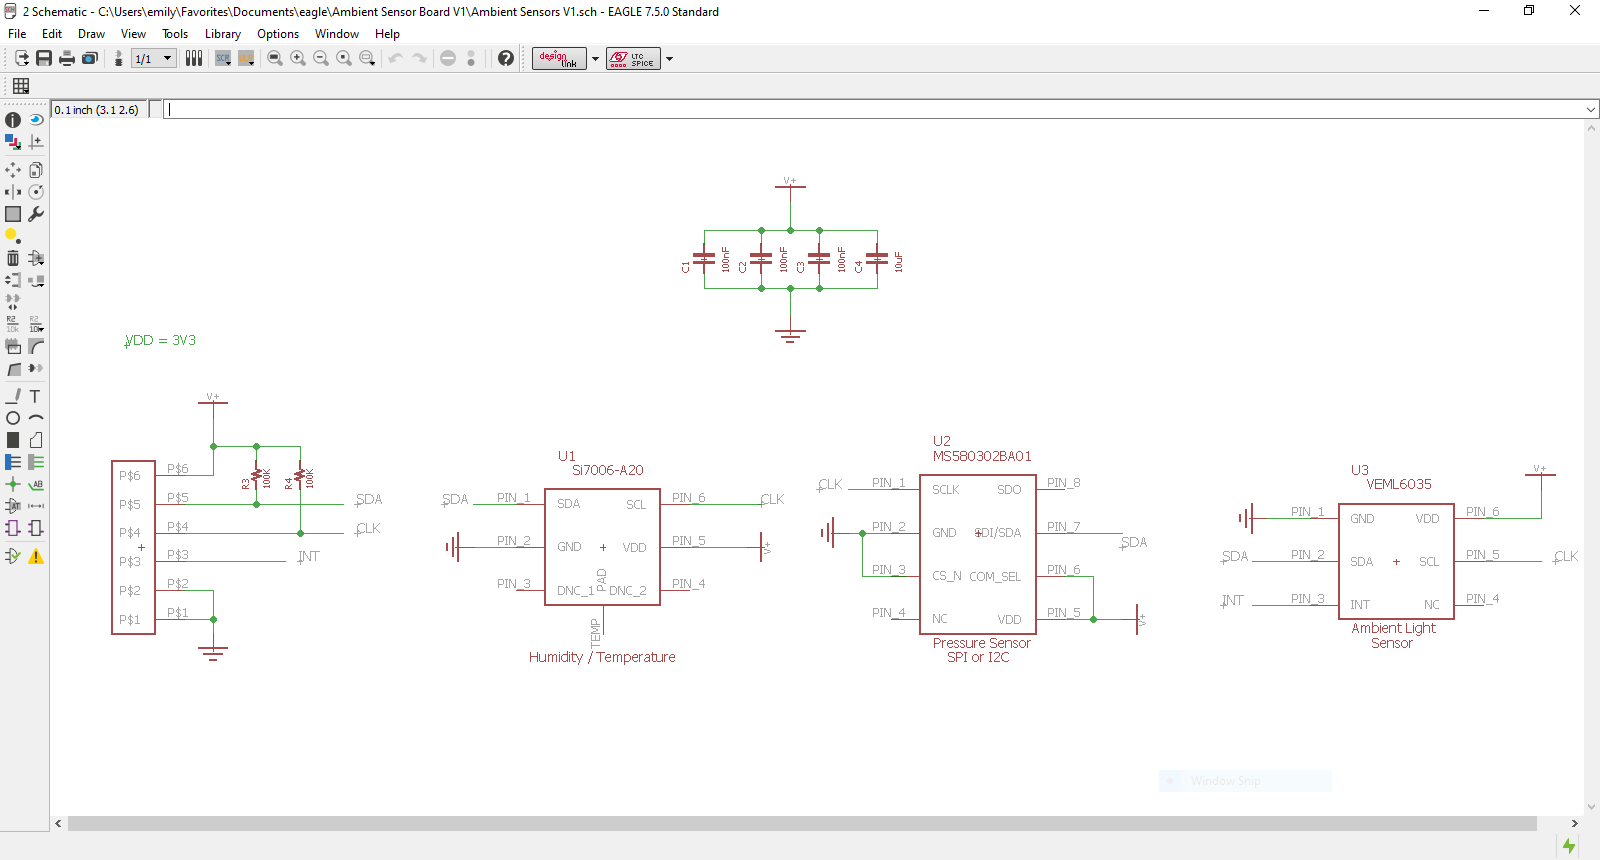 2 Schematic - C:\Users\emily\Favorites\Documents\eagle\Ambient Sensor Board V1\Ambient Sensors V1.sch - EAGLE 7.5.0 Standard
File Edit Draw View Tools Library Options Window Help
1/1 SCR design link LTC SPICE
0.1 inch (3.1 2.6)
V+
C1 100nF C2 100nF C3 100nF C4 10uF
R2 10k R2 10k
VDD = 3V3
V+
P$6 P$6
P$5 P$5 SDA
P$4 P$4 CLK
P$3 P$3 INT
P$2 P$2
P$1 P$1
R3 100K R4 100K
U1
Si7006-A20
SDA PIN_1 SDA SCL PIN_6 CLK
PIN_2 GND VDD PIN_5 V+
PIN_3 DNC_1 PAD DNC_2 PIN_4
TEMP
Humidity / Temperature
U2
MS580302BA01
CLK PIN_1 SCLK SDO PIN_8
PIN_2 GND SDI/SDA PIN_7 SDA
PIN_3 CS_N COM_SEL PIN_6
PIN_4 NC VDD PIN_5 V+
Pressure Sensor
SPI or I2C
U3
VEML6035
V+
PIN_1 GND VDD PIN_6
SDA PIN_2 SDA SCL PIN_5 CLK
INT PIN_3 INT NC PIN_4
Ambient Light
Sensor
Window Snip